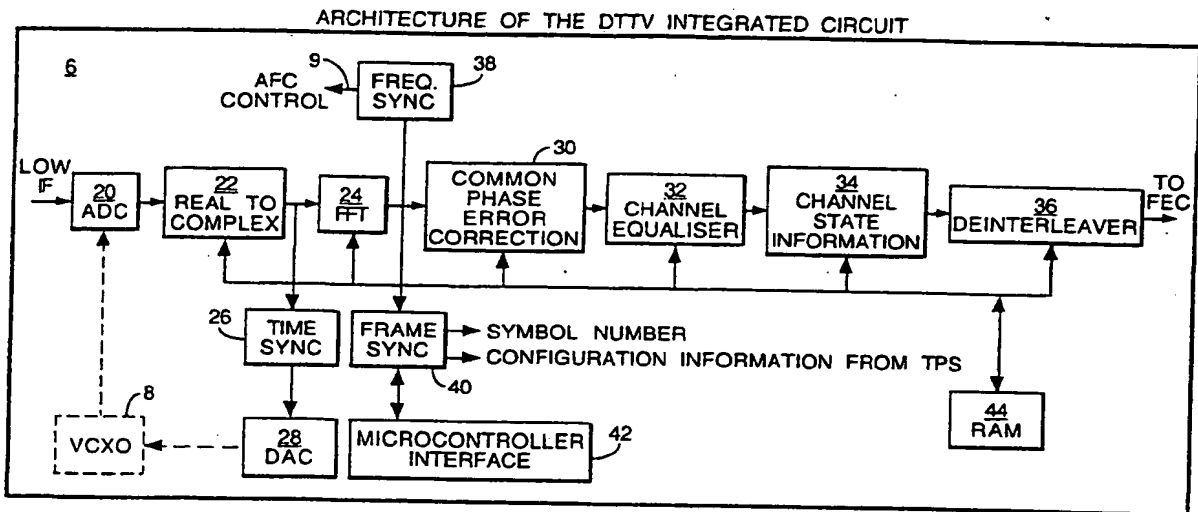 ARCHITECTURE OF THE DTTV INTEGRATED CIRCUIT
6
9
38
AFC
CONTROL
FREQ.
SYNC
30
LOW
IF
20
ADC
22
REAL TO
COMPLEX
24
FFT
COMMON
PHASE
ERROR
CORRECTION
32
CHANNEL
EQUALISER
34
CHANNEL
STATE
INFORMATION
36
DEINTERLEAVER
TO
FEC
26
TIME
SYNC
FRAME
SYNC
40
SYMBOL NUMBER
CONFIGURATION INFORMATION FROM TPS
8
VCXO
28
DAC
MICROCONTROLLER
INTERFACE
42
44
RAM